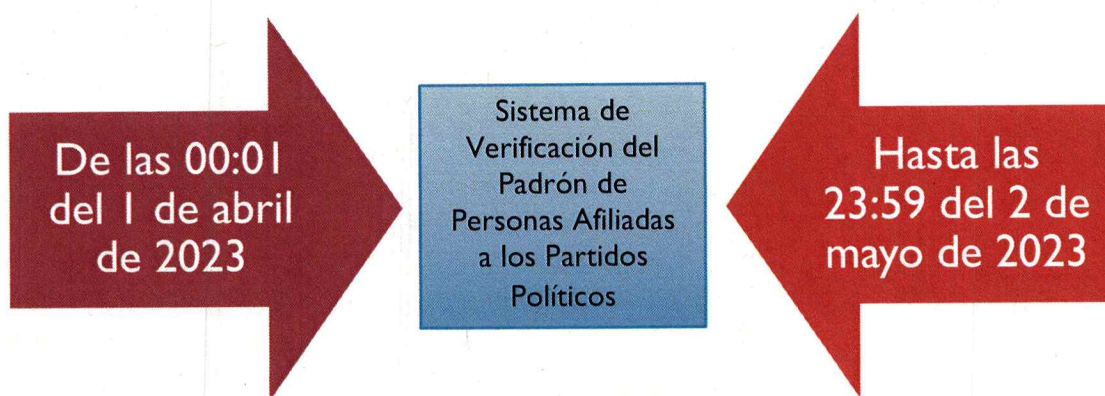 De las 00:01
del 1 de abril
de 2023
Sistema de
Verificación del
Padrón de
Personas Afiliadas
a los Partidos
Políticos
Hasta las
23:59 del 2 de
mayo de 2023